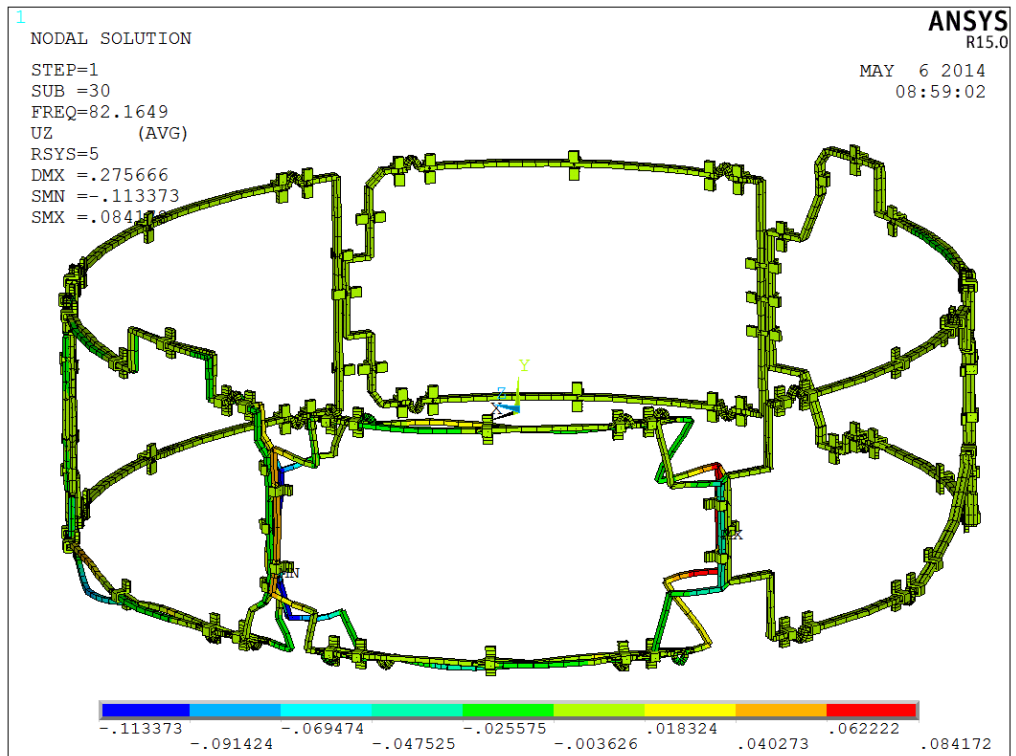 1
ANSYS
R15.0
NODAL SOLUTION
STEP=1
SUB =30
FREQ=82.1649
UZ (AVG)
RSYS=5
DMX =.275666
SMN =-.113373
SMX =.084172
MAY 6 2014
08:59:02
Y
Z
X
MX
MN
-.113373
-.091424
-.069474
-.047525
-.025575
-.003626
.018324
.040273
.062222
.084172